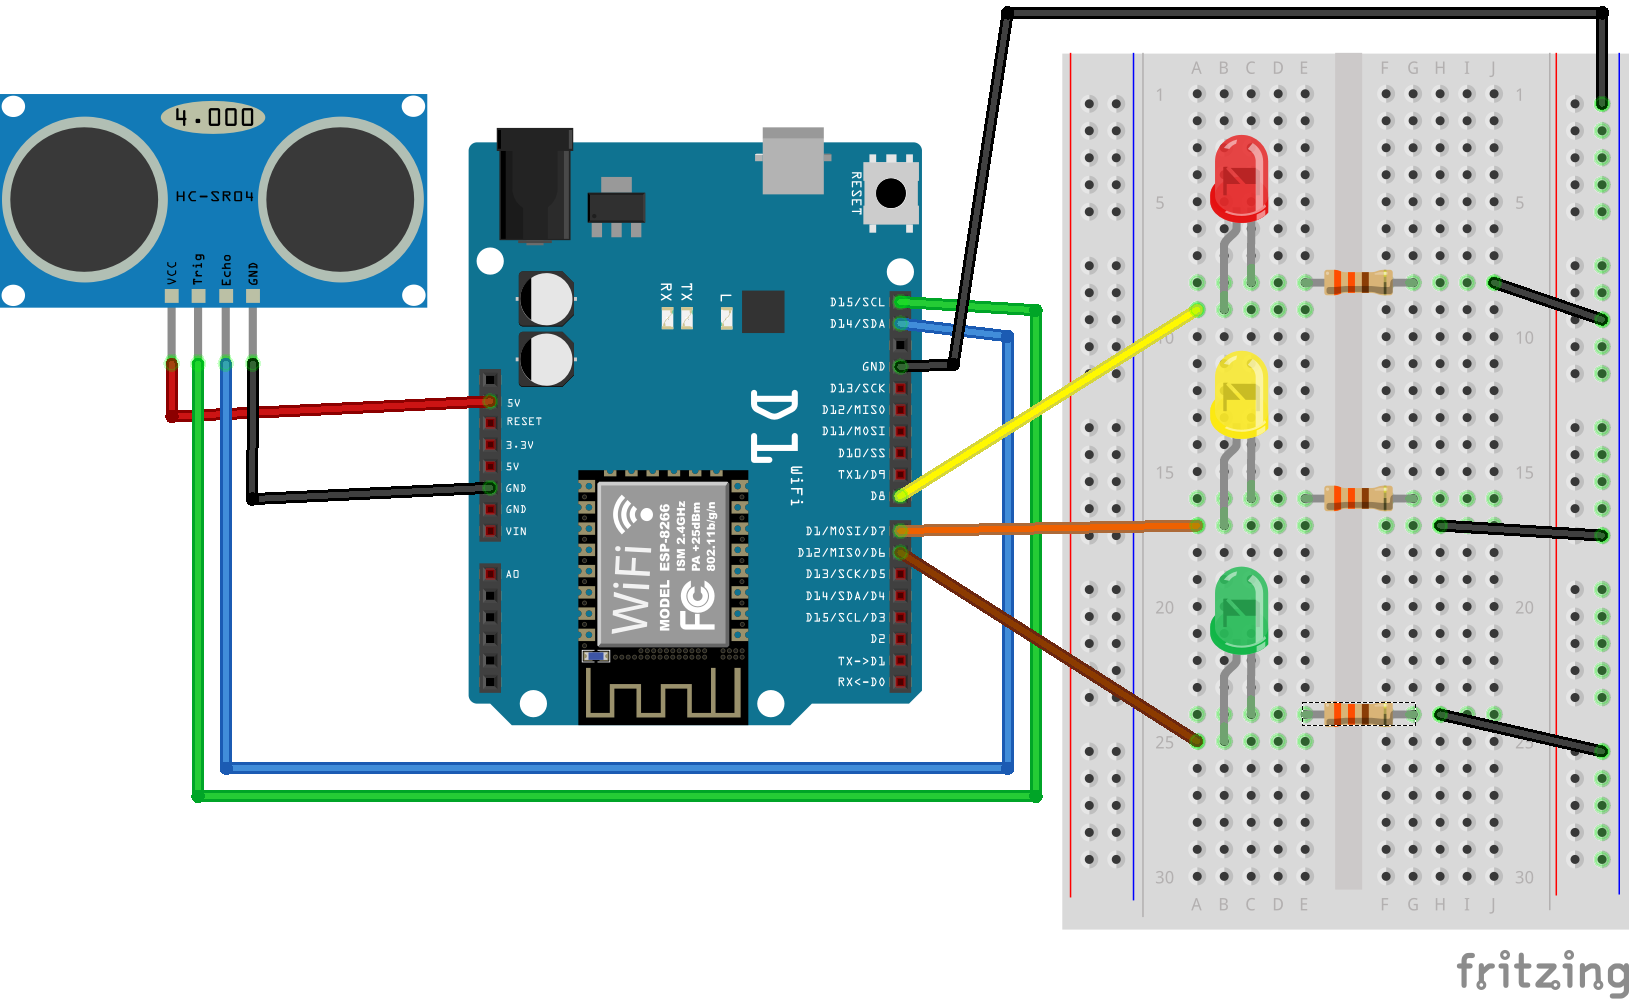 4.000
HC-SR04
VCC
Trig
Echo
GND
RESET
RX
TX
L
D15/SCL
D14/SDA
GND
D13/SCK
D12/MISO
D11/MOSI
D10/SS
TX1/D9
D8
D1/MOSI/D7
D12/MISO/D6
D13/SCK/D5
D14/SDA/D4
D15/SCL/D3
D2
TX->D1
RX<-D0
5V
RESET
3.3V
5V
GND
GND
VIN
A0
D1
WiFi
WiFi
MODEL
ESP-8266
ISM 2.4GHz
PA +25dBm
802.11b/g/n
FC
A B C D E F G H I J
1 1
5 5
10 10
15 15
20 20
25 25
30 30
A B C D E F G H I J
fritzing